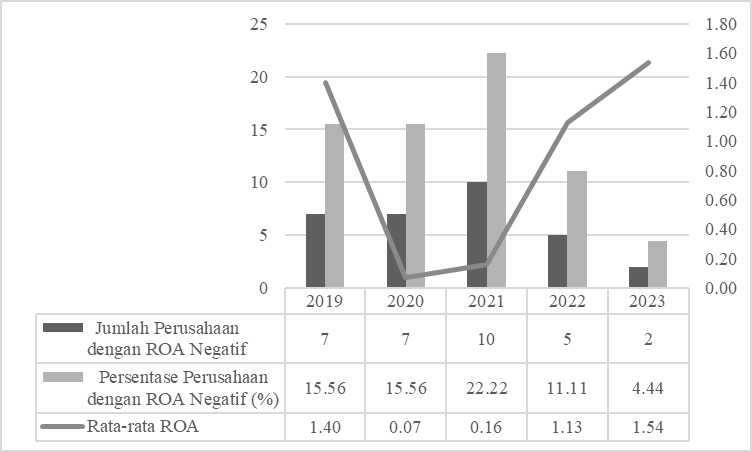 25
20
15
10
5
0
1.80
1.60
1.40
1.20
1.00
0.80
0.60
0.40
0.20
0.00
2019 2020 2021 2022 2023
Jumlah Perusahaan
dengan ROA Negatif
7 7 10 5 2
Persentase Perusahaan
dengan ROA Negatif (%)
15.56 15.56 22.22 11.11 4.44
Rata-rata ROA 1.40 0.07 0.16 1.13 1.54